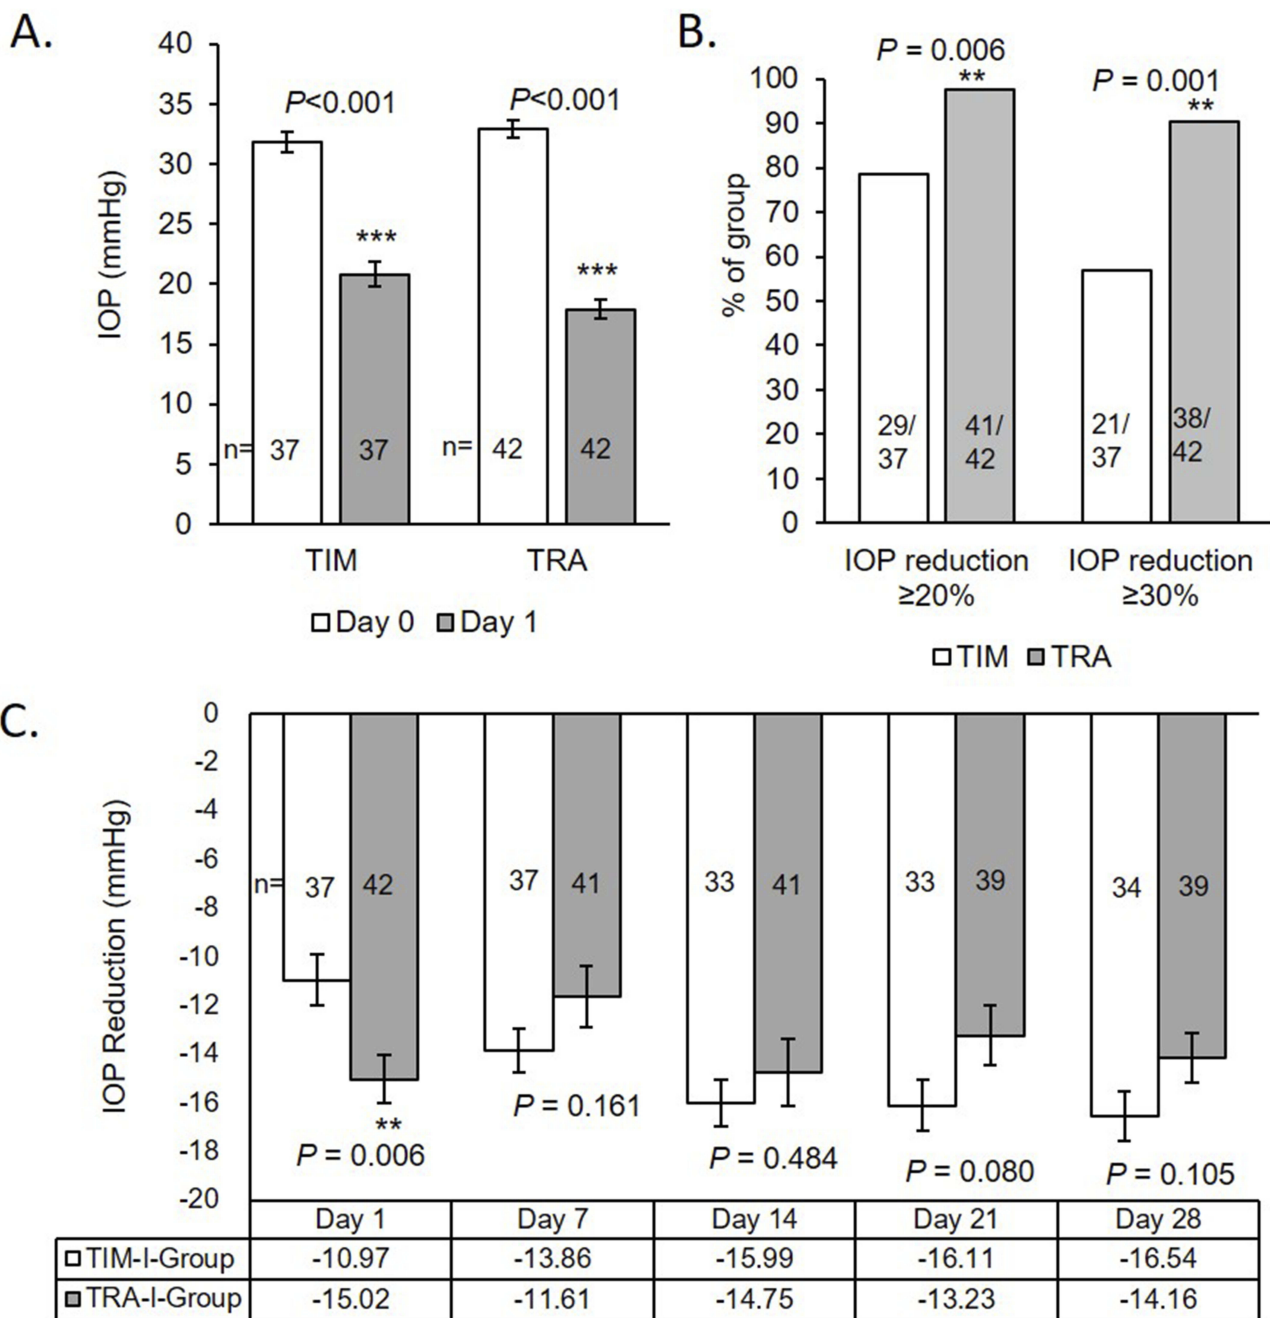 A.
IOP (mmHg)
40
35
30
25
20
15
10
5
0
P<0.001
P<0.001
***
***
n= 37 37 n= 42 42
TIM TRA
Day 0 Day 1
B.
% of group
100
90
80
70
60
50
40
30
20
10
0
P = 0.006
**
P = 0.001
**
29/
37
41/
42
21/
37
38/
42
IOP reduction
≥20%
IOP reduction
≥30%
TIM TRA
C.
IOP Reduction (mmHg)
0
-2
-4
-6
-8
-10
-12
-14
-16
-18
-20
n= 37 42 37 41 33 41 33 39 34 39
**
P = 0.006
P = 0.161
P = 0.484
P = 0.080
P = 0.105
Day 1 Day 7 Day 14 Day 21 Day 28
TIM-I-Group -10.97 -13.86 -15.99 -16.11 -16.54
TRA-I-Group -15.02 -11.61 -14.75 -13.23 -14.16